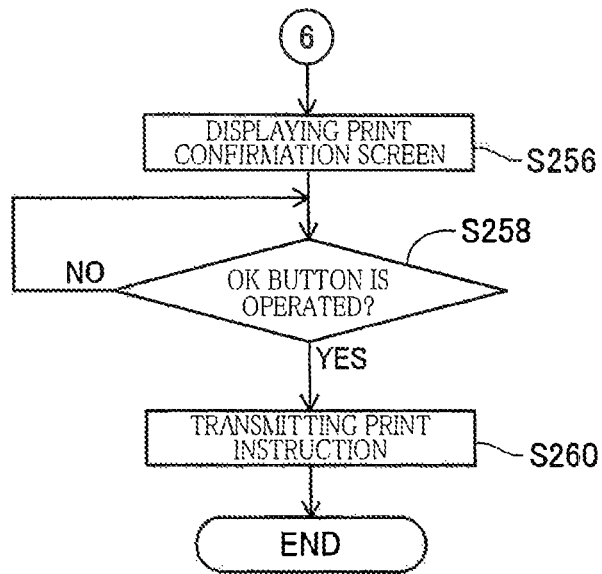 6
DISPLAYING PRINT
CONFIRMATION SCREEN
S256
S258
NO
OK BUTTON IS
OPERATED?
YES
TRANSMITTING PRINT
INSTRUCTION
S260
END